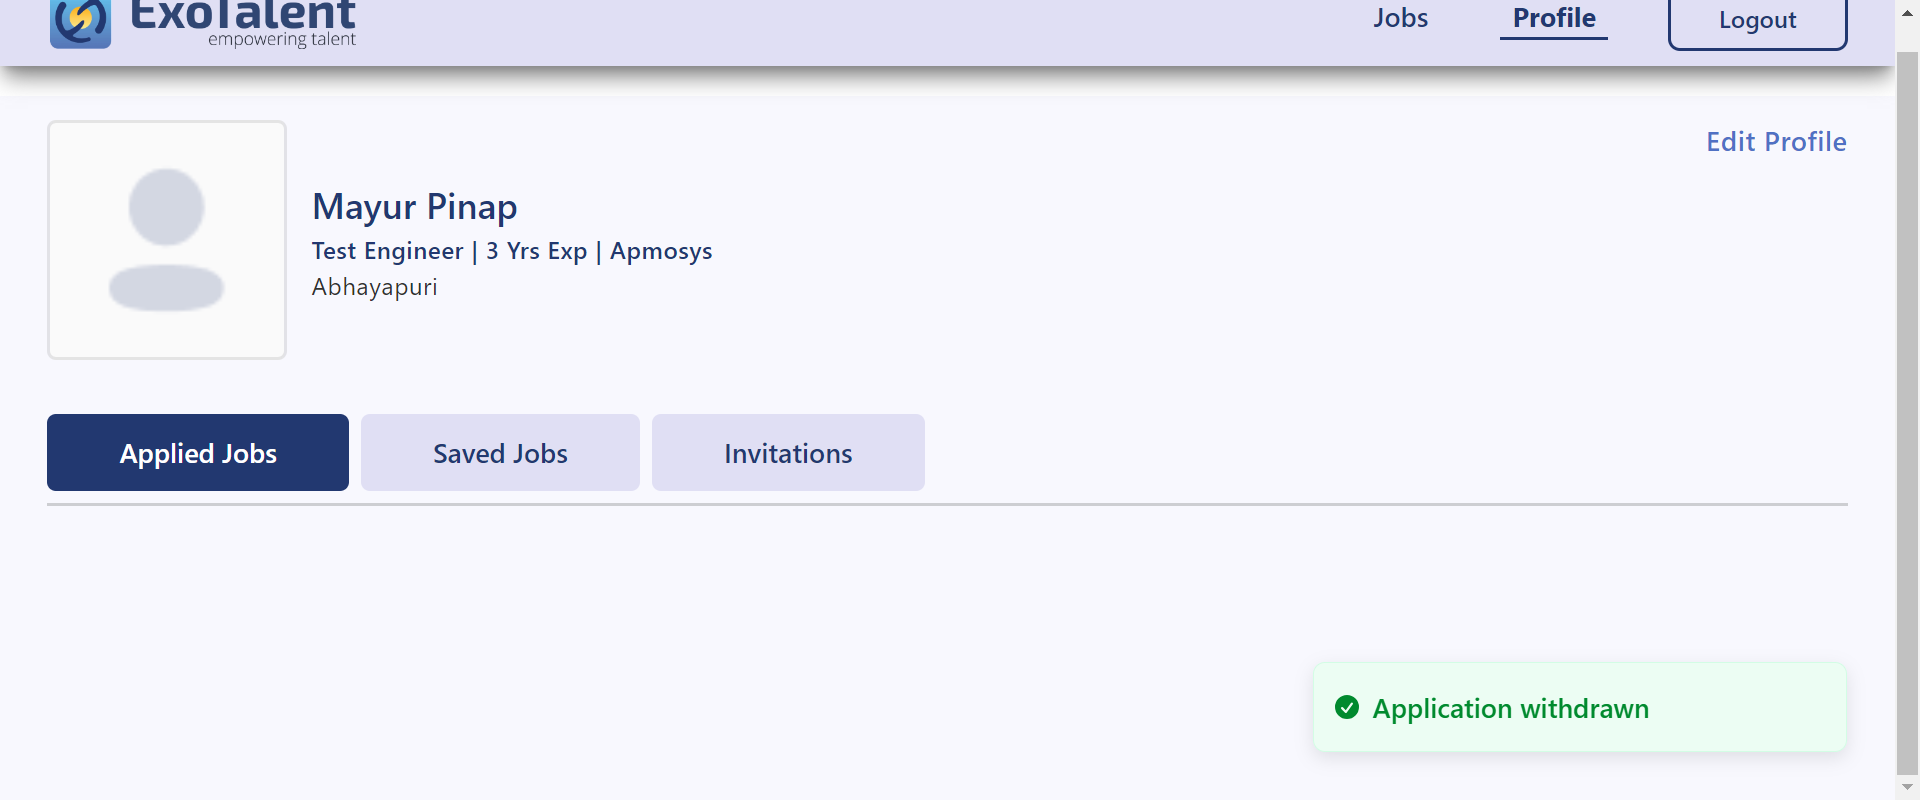 ExoTalent
empowering talent
Jobs
Profile
Logout
Edit Profile
Mayur Pinap
Test Engineer | 3 Yrs Exp | Apmosys
Abhayapuri
Applied Jobs
Saved Jobs
Invitations
Application withdrawn